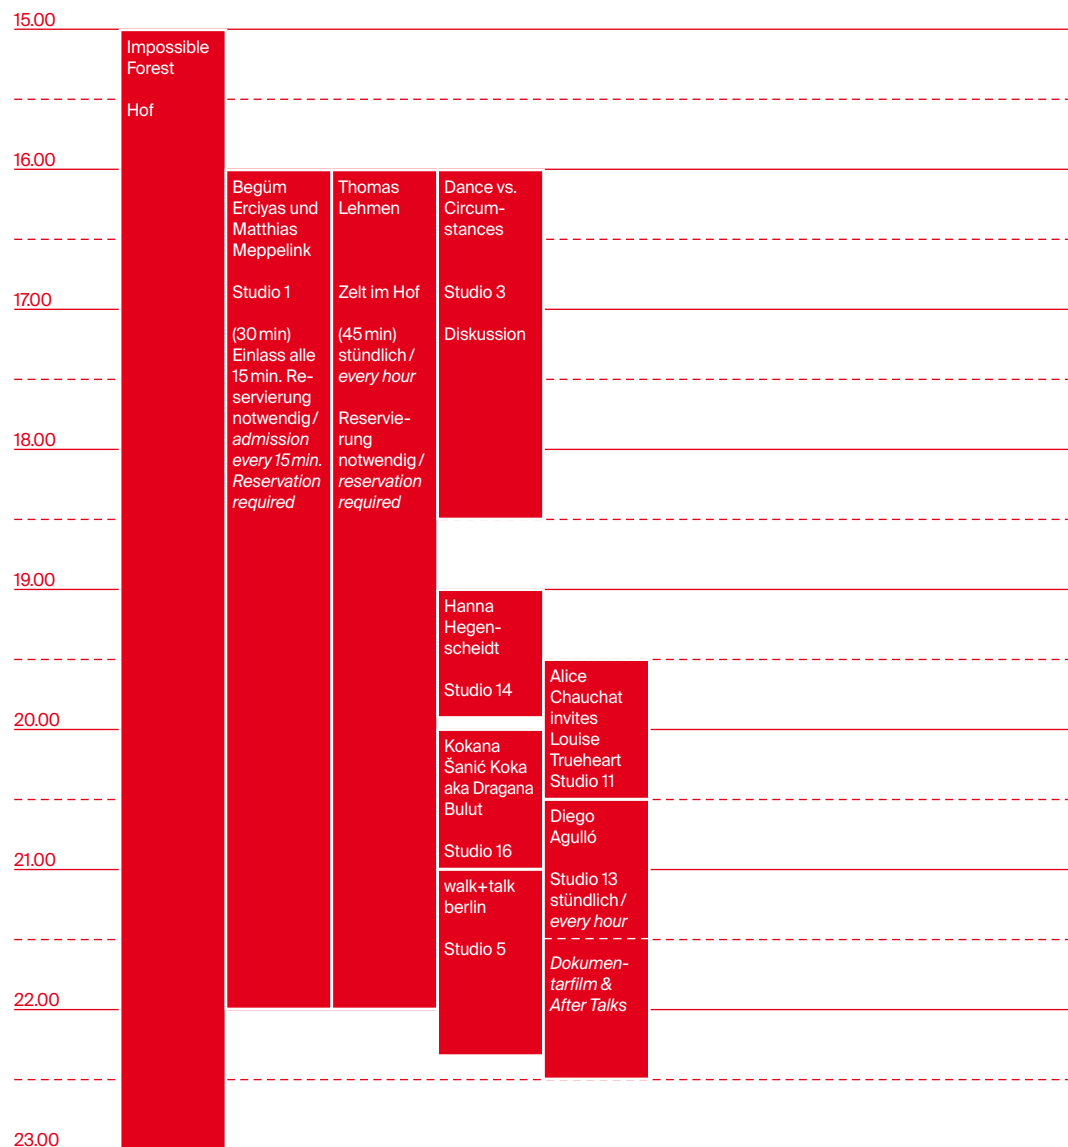 15.00
Impossible
Forest
Hof
16.00
Begüm
Erciyas und
Matthias
Meppelink
Studio 1
(30 min)
Einlass alle
15 min. Re-
servierung
notwendig /
admission
every 15 min.
Reservation
required
Thomas
Lehmen
Zelt im Hof
(45 min)
stündlich /
every hour
Reservie-
rung
notwendig /
reservation
required
Dance vs.
Circum-
stances
Studio 3
Diskussion
17.00
18.00
19.00
Hanna
Hegen-
scheidt
Studio 14
Alice
Chauchat
invites
Louise
Trueheart
Studio 11
20.00
Kokana
Šanić Koka
aka Dragana
Bulut
Studio 16
Diego
Agulló
Studio 13
stündlich /
every hour
Dokumen-
tarfilm &
After Talks
21.00
walk+talk
berlin
Studio 5
22.00
23.00